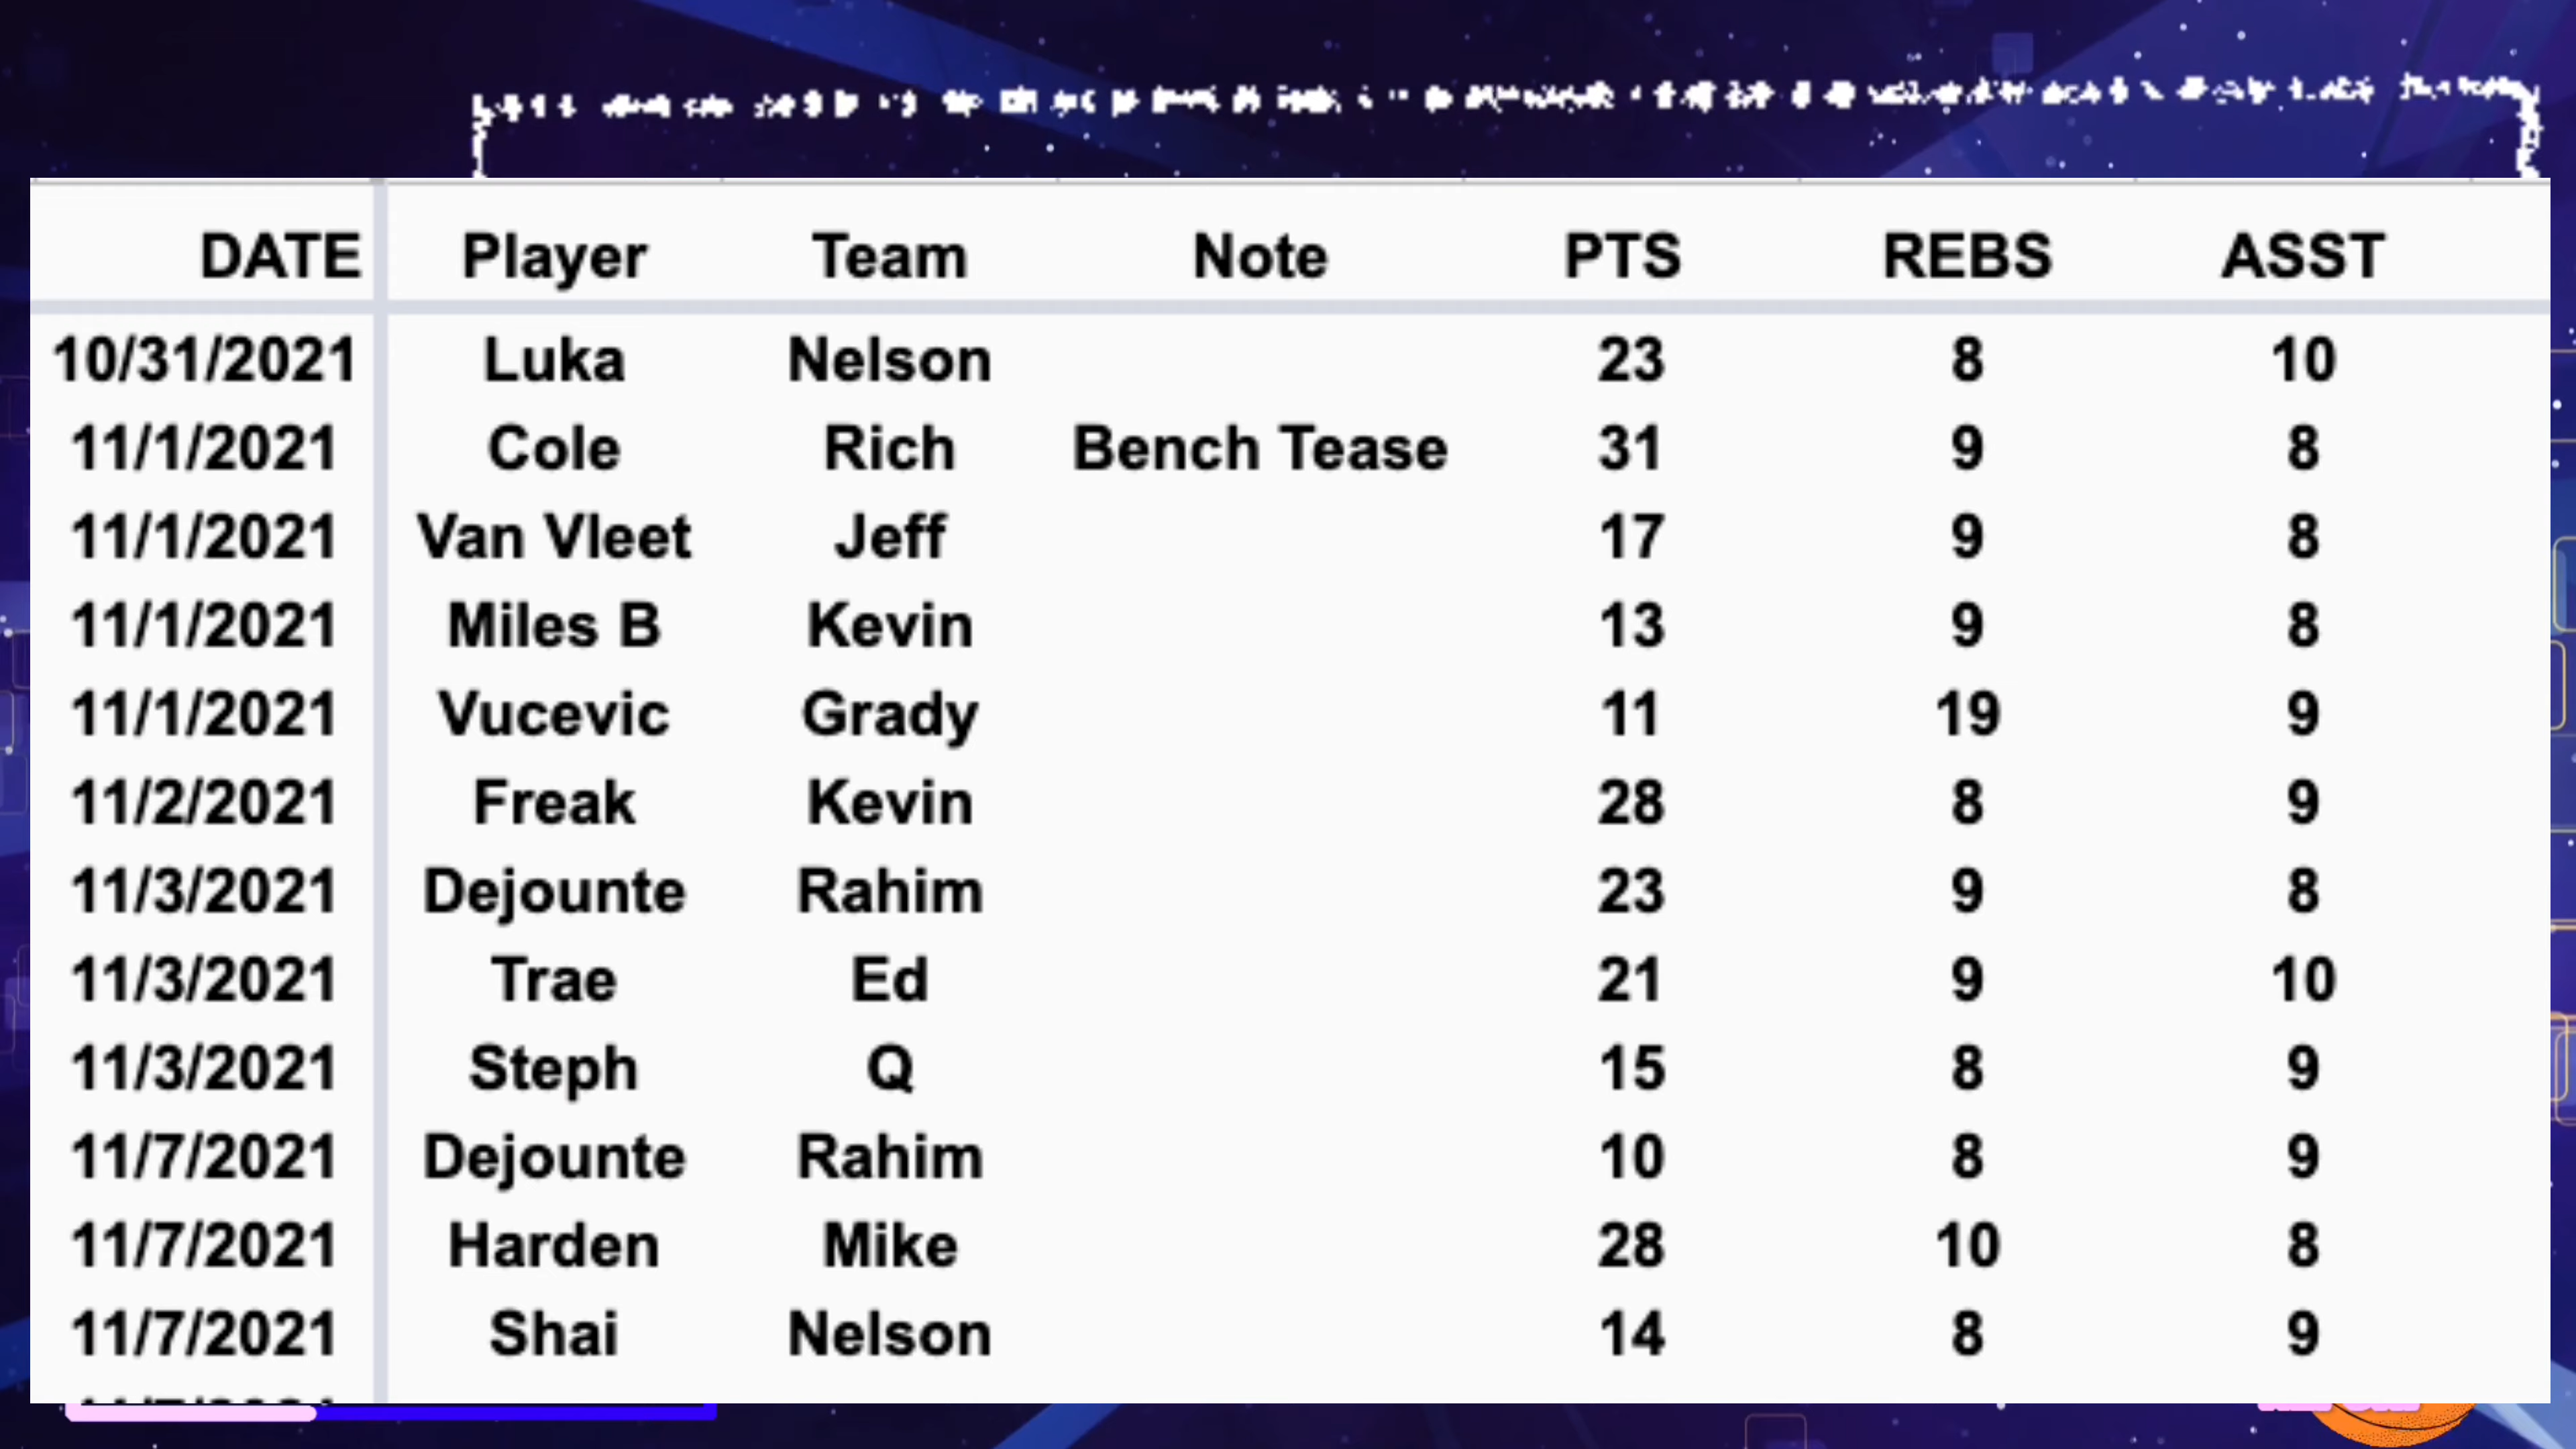 DATE Player Team Note PTS REBS ASST
10/31/2021 Luka Nelson 23 8 10
11/1/2021 Cole Rich Bench Tease 31 9 8
11/1/2021 Van Vleet Jeff 17 9 8
11/1/2021 Miles B Kevin 13 9 8
11/1/2021 Vucevic Grady 11 19 9
11/2/2021 Freak Kevin 28 8 9
11/3/2021 Dejounte Rahim 23 9 8
11/3/2021 Trae Ed 21 9 10
11/3/2021 Steph Q 15 8 9
11/7/2021 Dejounte Rahim 10 8 9
11/7/2021 Harden Mike 28 10 8
11/7/2021 Shai Nelson 14 8 9